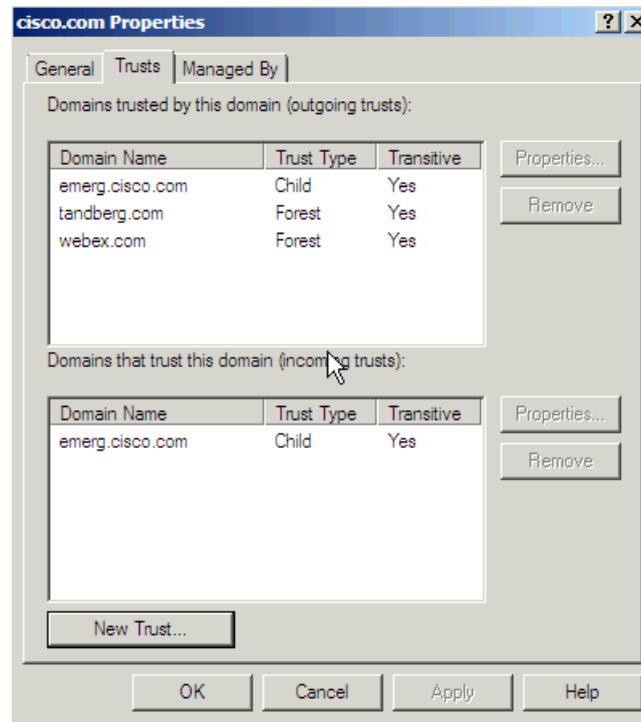 cisco.com Properties
General Trusts Managed By
Domains trusted by this domain (outgoing trusts):
Domain Name Trust Type Transitive Properties...
emerg.cisco.com Child Yes
tandberg.com Forest Yes Remove
webex.com Forest Yes
Domains that trust this domain (incoming trusts):
Domain Name Trust Type Transitive Properties...
emerg.cisco.com Child Yes
Remove
New Trust...
OK Cancel Apply Help